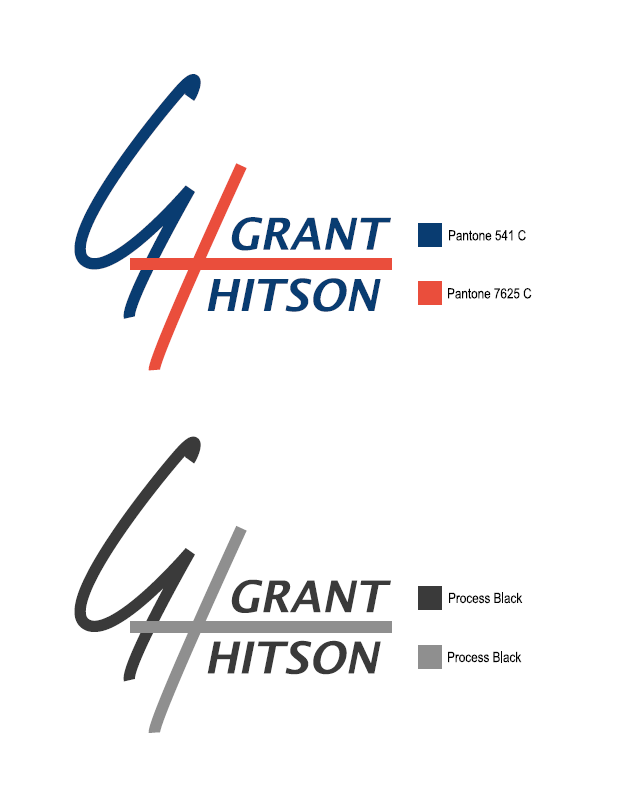 GRANT
HITSON
Pantone 541 C
Pantone 7625 C
GRANT
HITSON
Process Black
Process Black